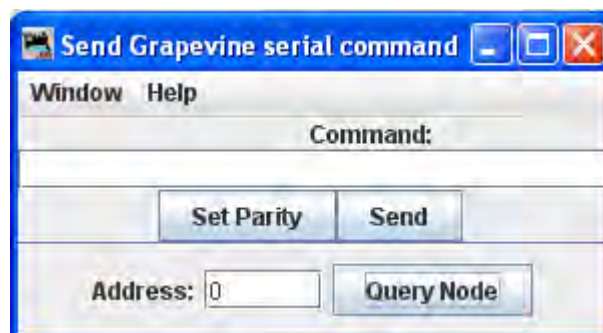 Send Grapevine serial command
Window Help
Command:
Set Parity Send
Address: 0 Query Node